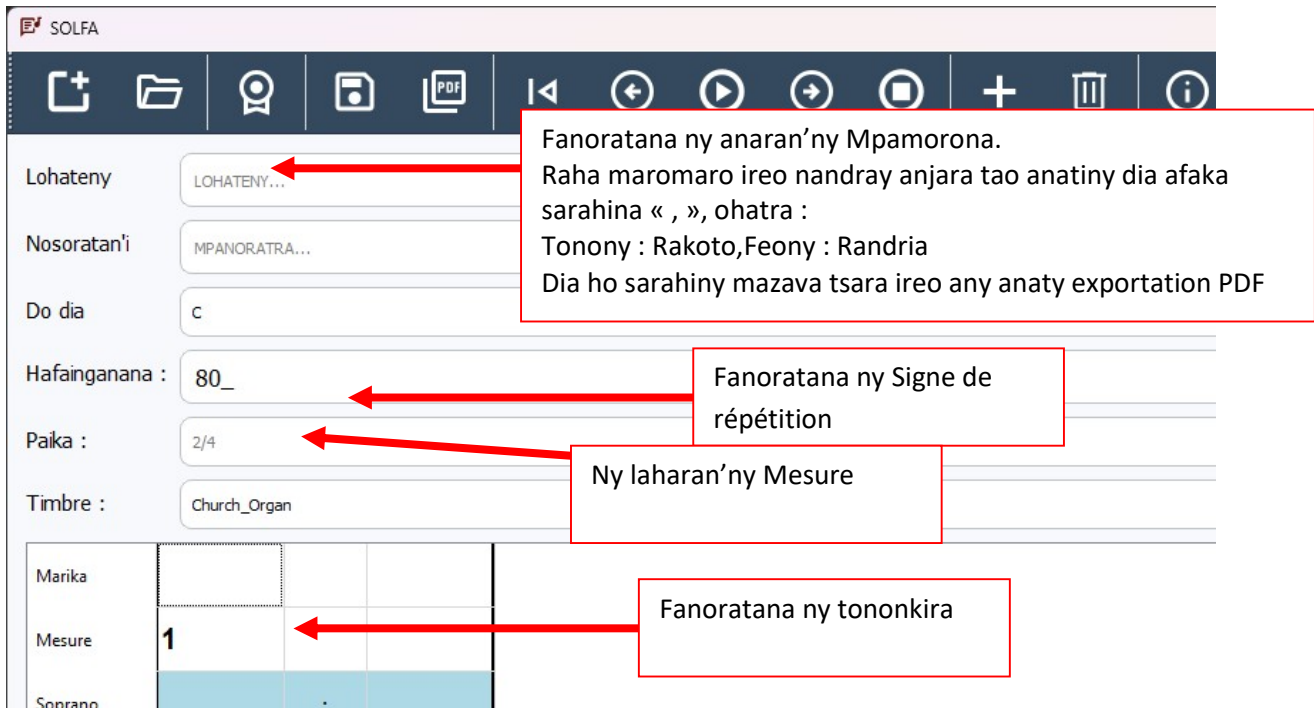 SOLFA
PDF
Fanoratana ny anaran’ny Mpamorona.
Raha maromaro ireo nandray anjara tao anatiny dia afaka
sarahina « , », ohatra :
Tonony : Rakoto,Feony : Randria
Dia ho sarahiny mazava tsara ireo any anaty exportation PDF
Lohateny
LOHATENY...
Nosoratan'i
MPANORATRA...
Do dia
C
Hafainganana :
80_
Fanoratana ny Signe de
répétition
Paika :
2/4
Ny laharan’ny Mesure
Timbre :
Church_Organ
Marika
Fanoratana ny tononkira
Mesure
1
Soprano